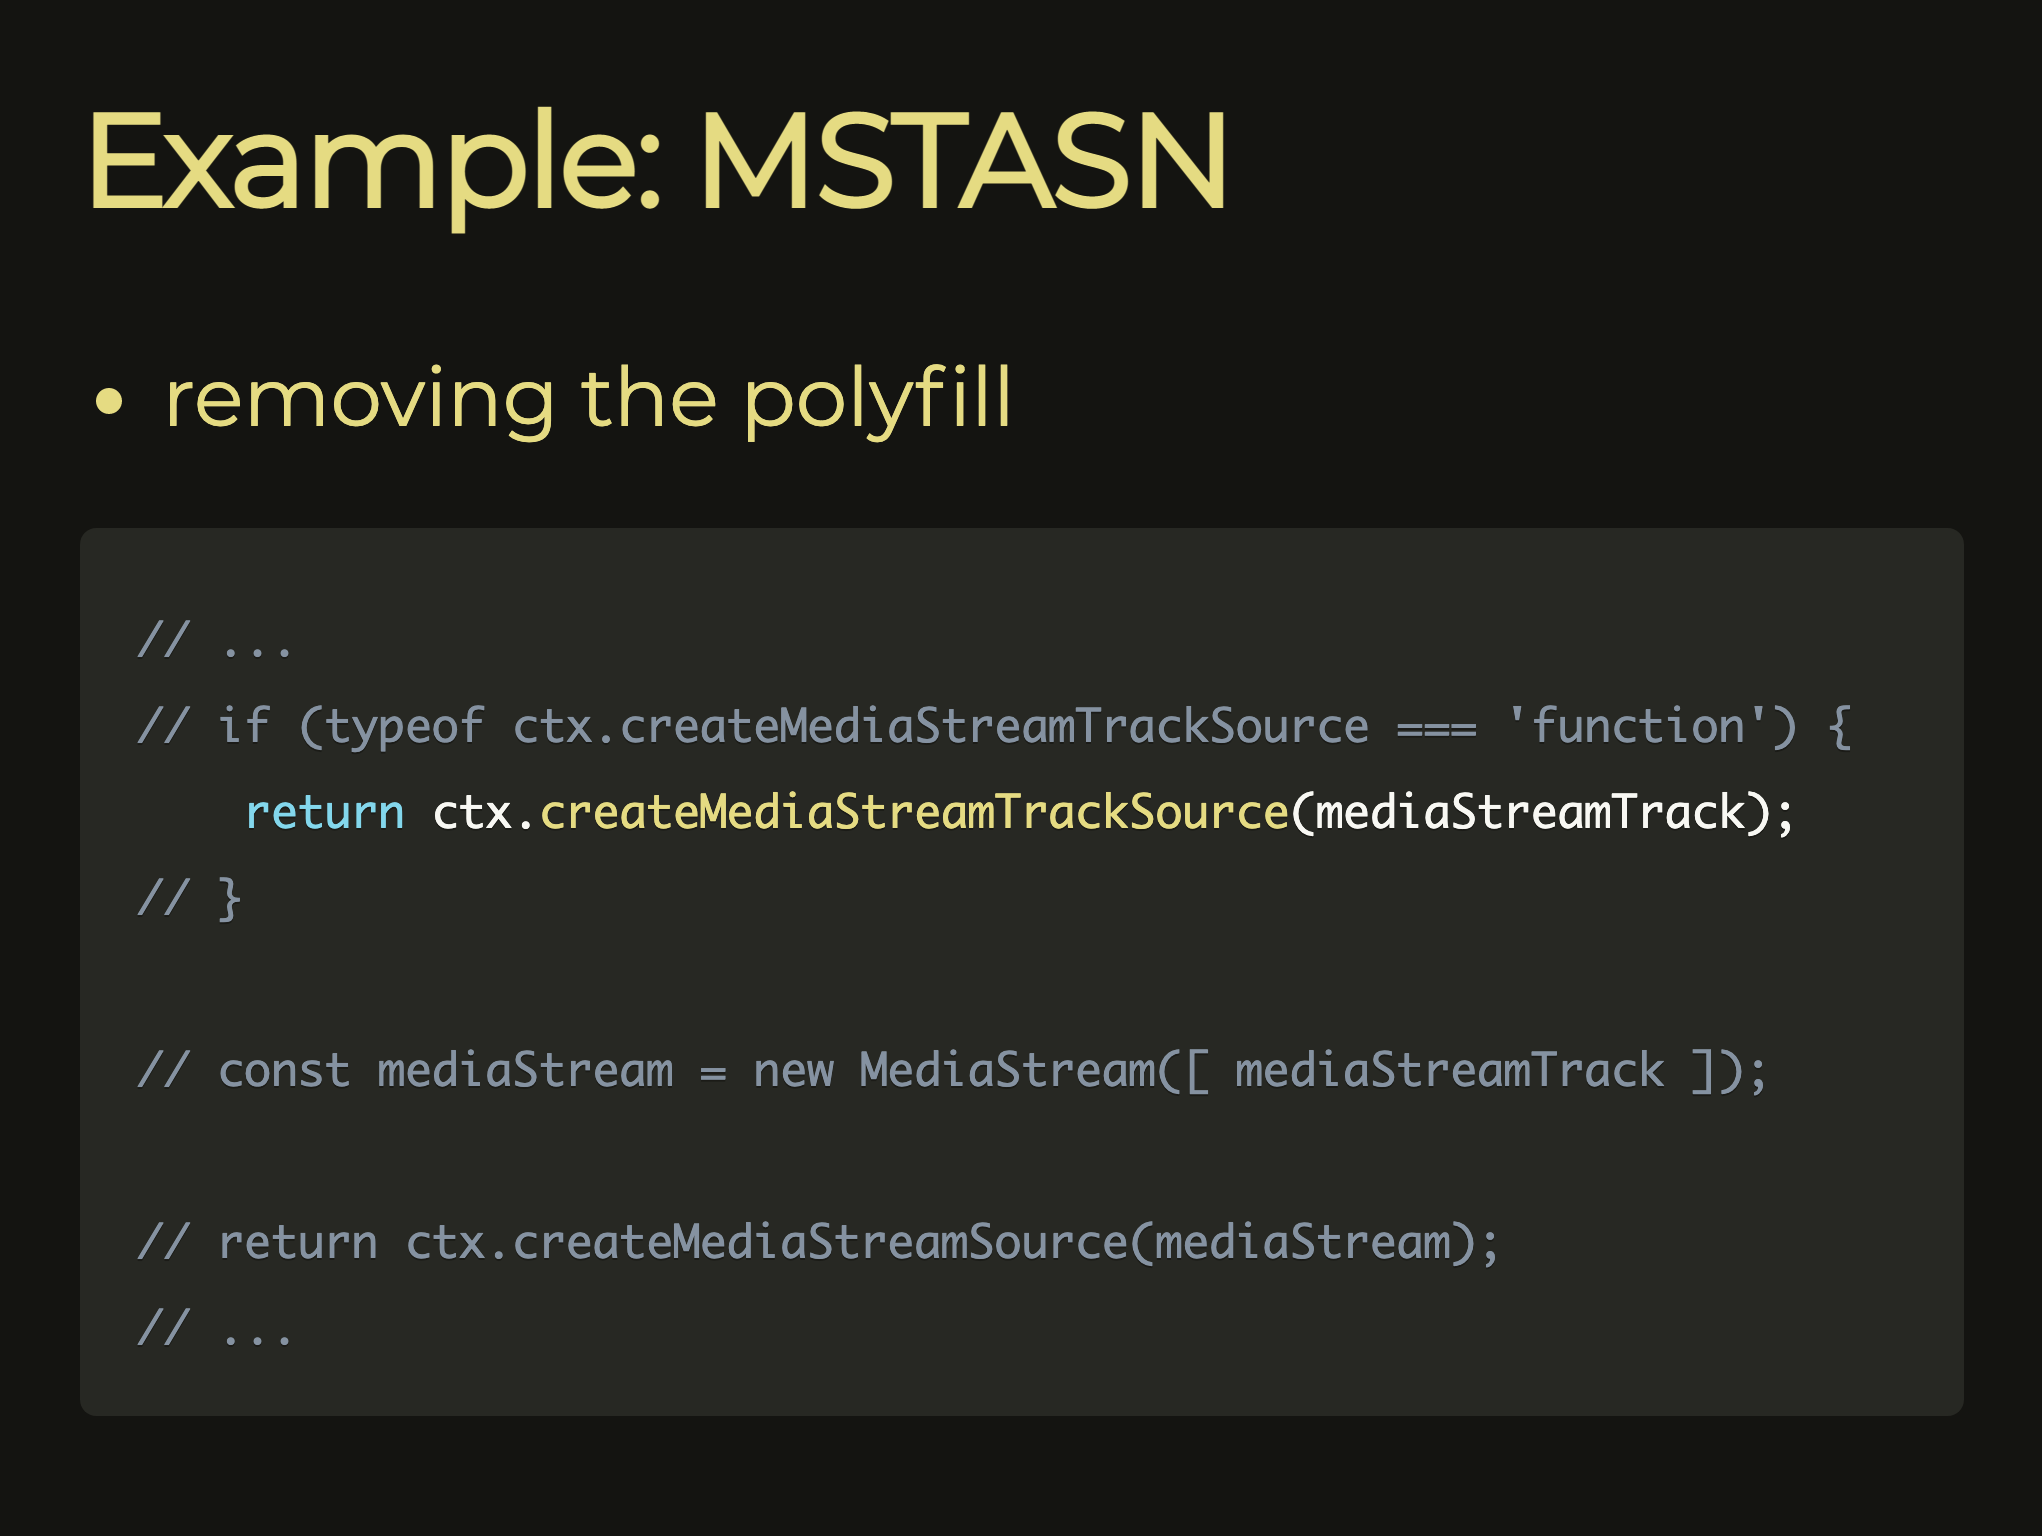 Example: MSTASN
• removing the polyfill
// ...
// if (typeof ctx.createMediaStreamTrackSource === 'function') {
    return ctx.createMediaStreamTrackSource(mediaStreamTrack);
// }
// const mediaStream = new MediaStream([ mediaStreamTrack ]);
// return ctx.createMediaStreamSource(mediaStream);
// ...